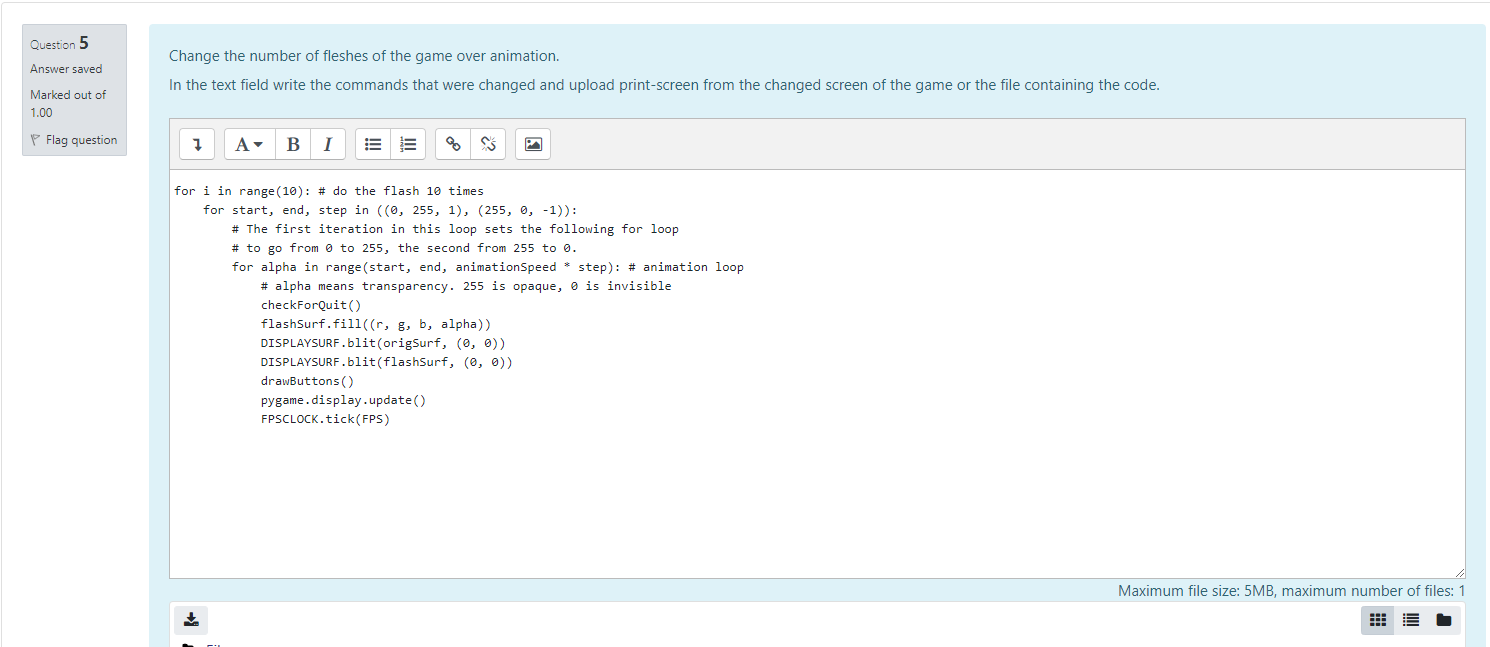 Question 5
Answer saved
Marked out of
1.00
Flag question
Change the number of fleshes of the game over animation.
In the text field write the commands that were changed and upload print-screen from the changed screen of the game or the file containing the code.
A B I
for i in range(10): # do the flash 10 times
    for start, end, step in ((0, 255, 1), (255, 0, -1)):
        # The first iteration in this loop sets the following for loop
        # to go from 0 to 255, the second from 255 to 0.
        for alpha in range(start, end, animationSpeed * step): # animation loop
            # alpha means transparency. 255 is opaque, 0 is invisible
            checkForQuit()
            flashSurf.fill((r, g, b, alpha))
            DISPLAYSURF.blit(origSurf, (0, 0))
            DISPLAYSURF.blit(flashSurf, (0, 0))
            drawButtons()
            pygame.display.update()
            FPSCLOCK.tick(FPS)
Maximum file size: 5MB, maximum number of files: 1